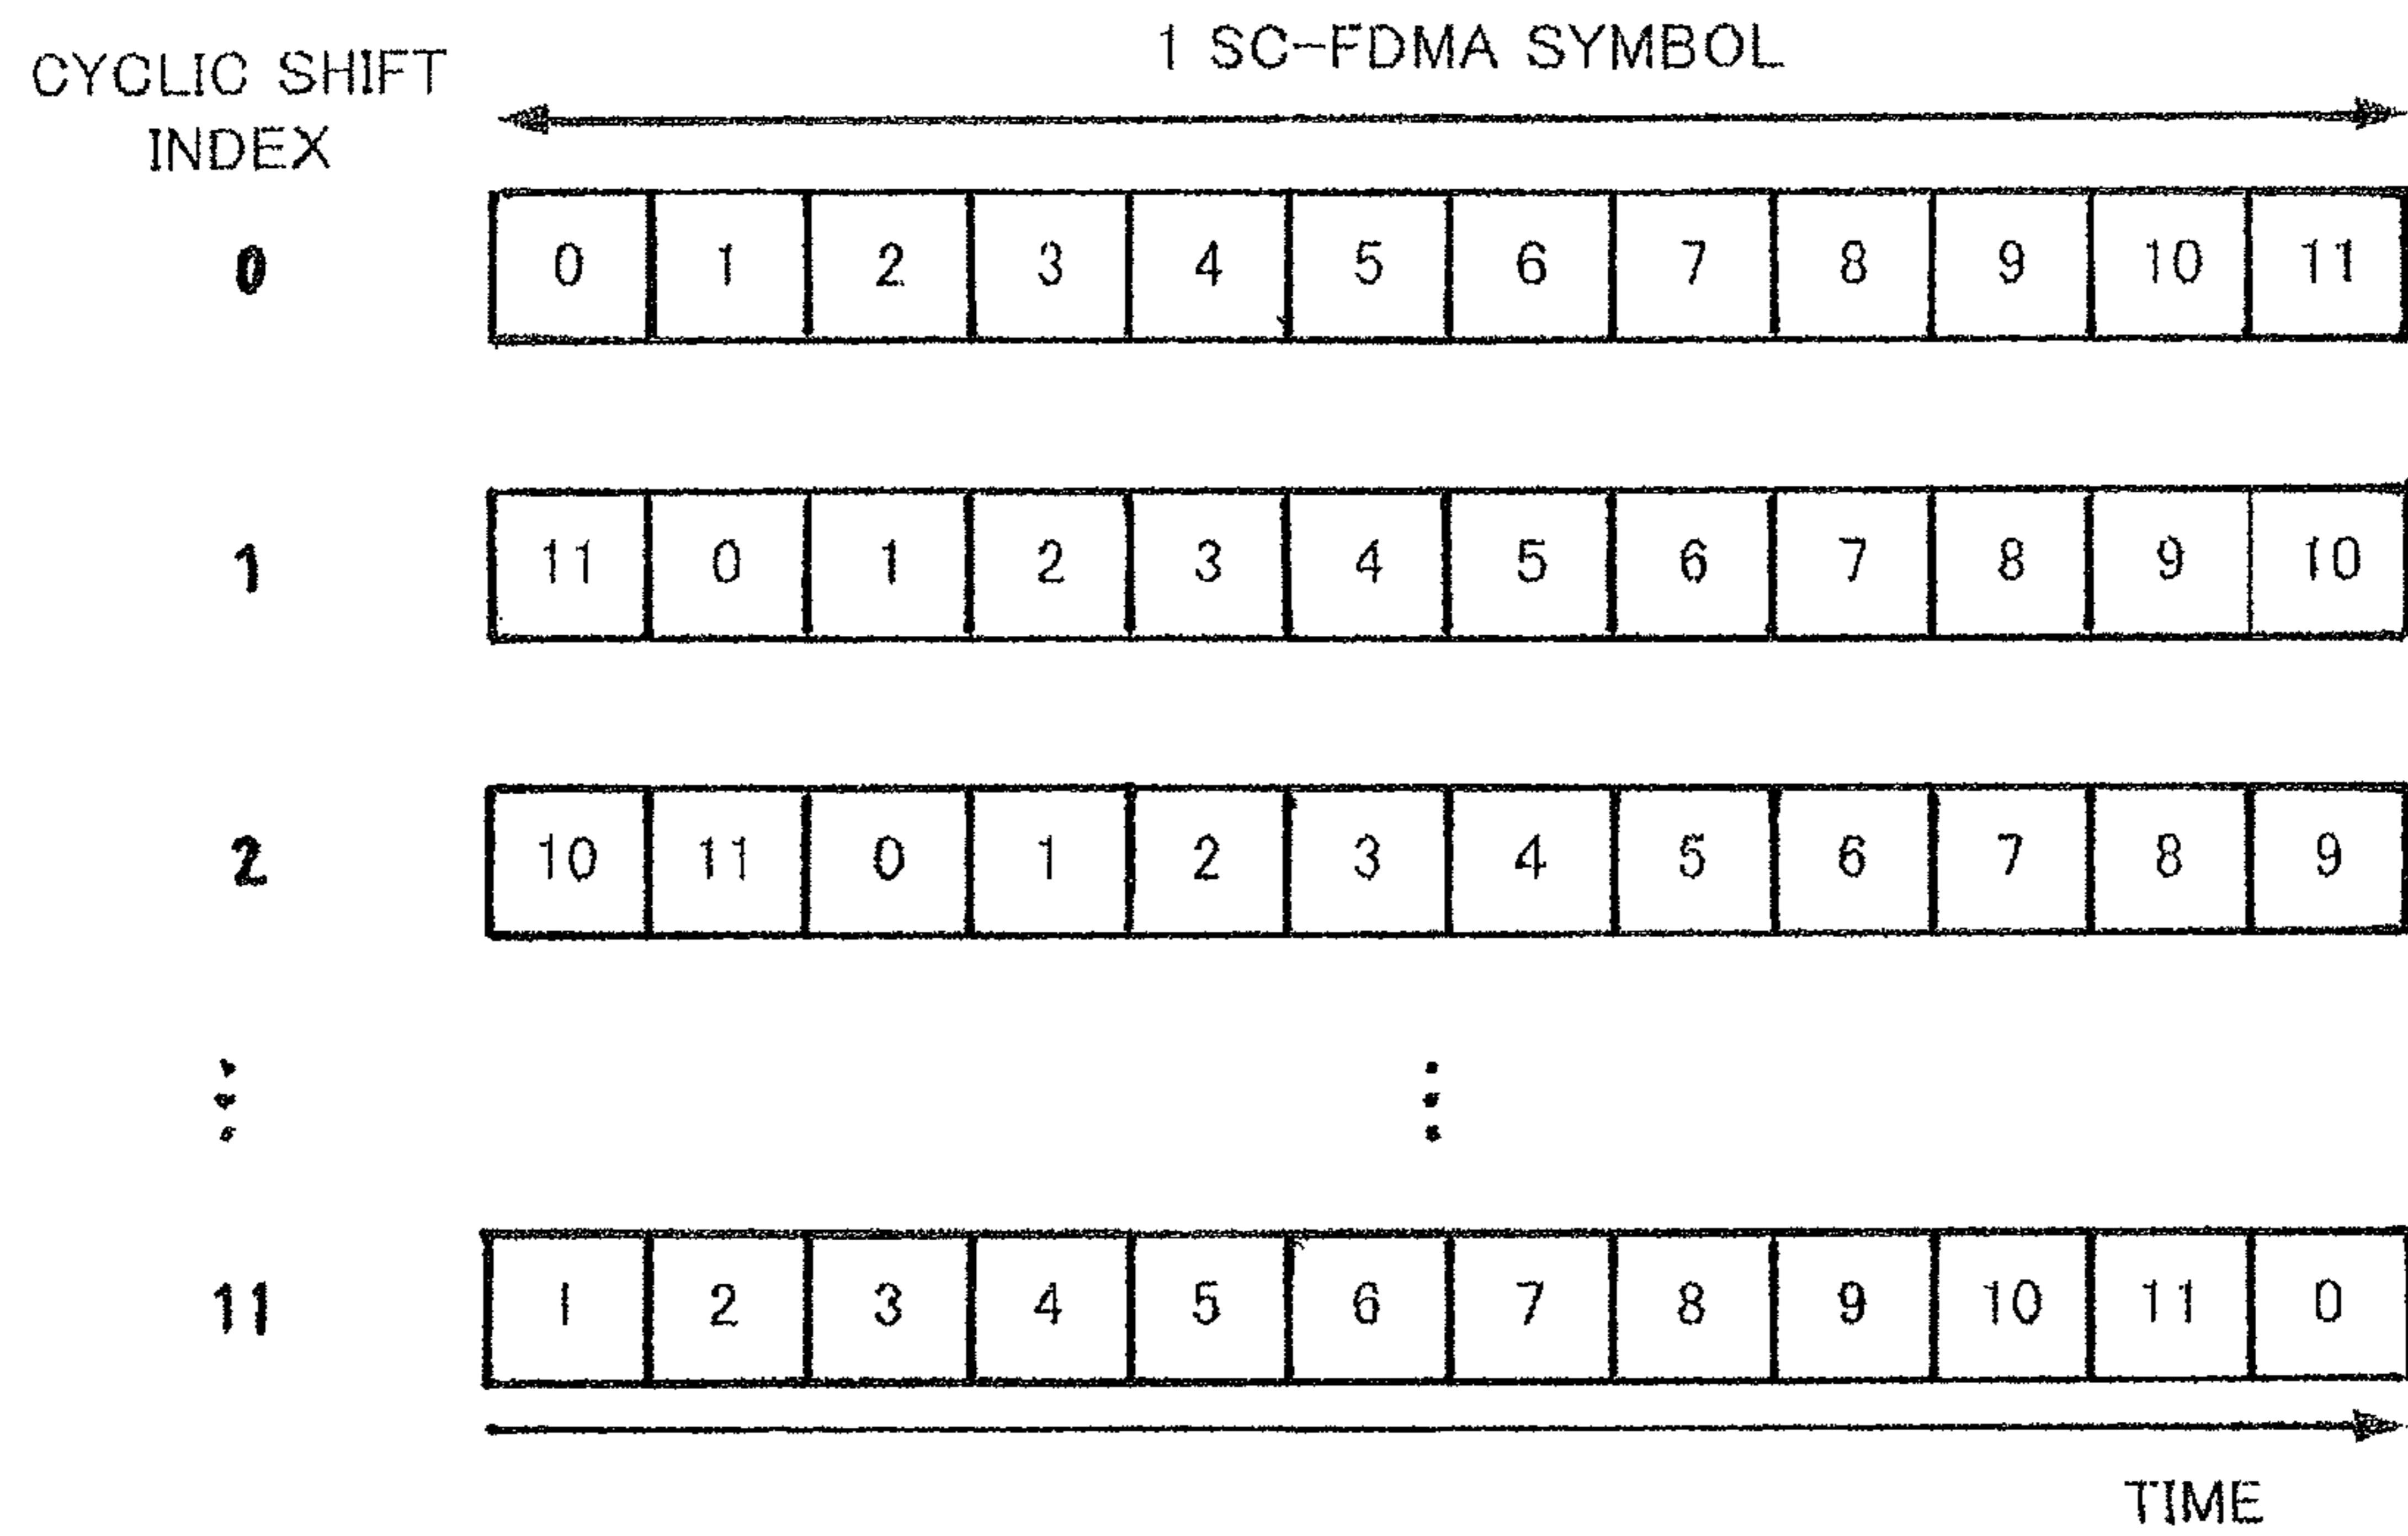 CYCLIC SHIFT
INDEX
1 SC-FDMA SYMBOL
0 0 1 2 3 4 5 6 7 8 9 10 11
1 11 0 1 2 3 4 5 6 7 8 9 10
2 10 11 0 1 2 3 4 5 6 7 8 9
11 1 2 3 4 5 6 7 8 9 10 11 0
TIME